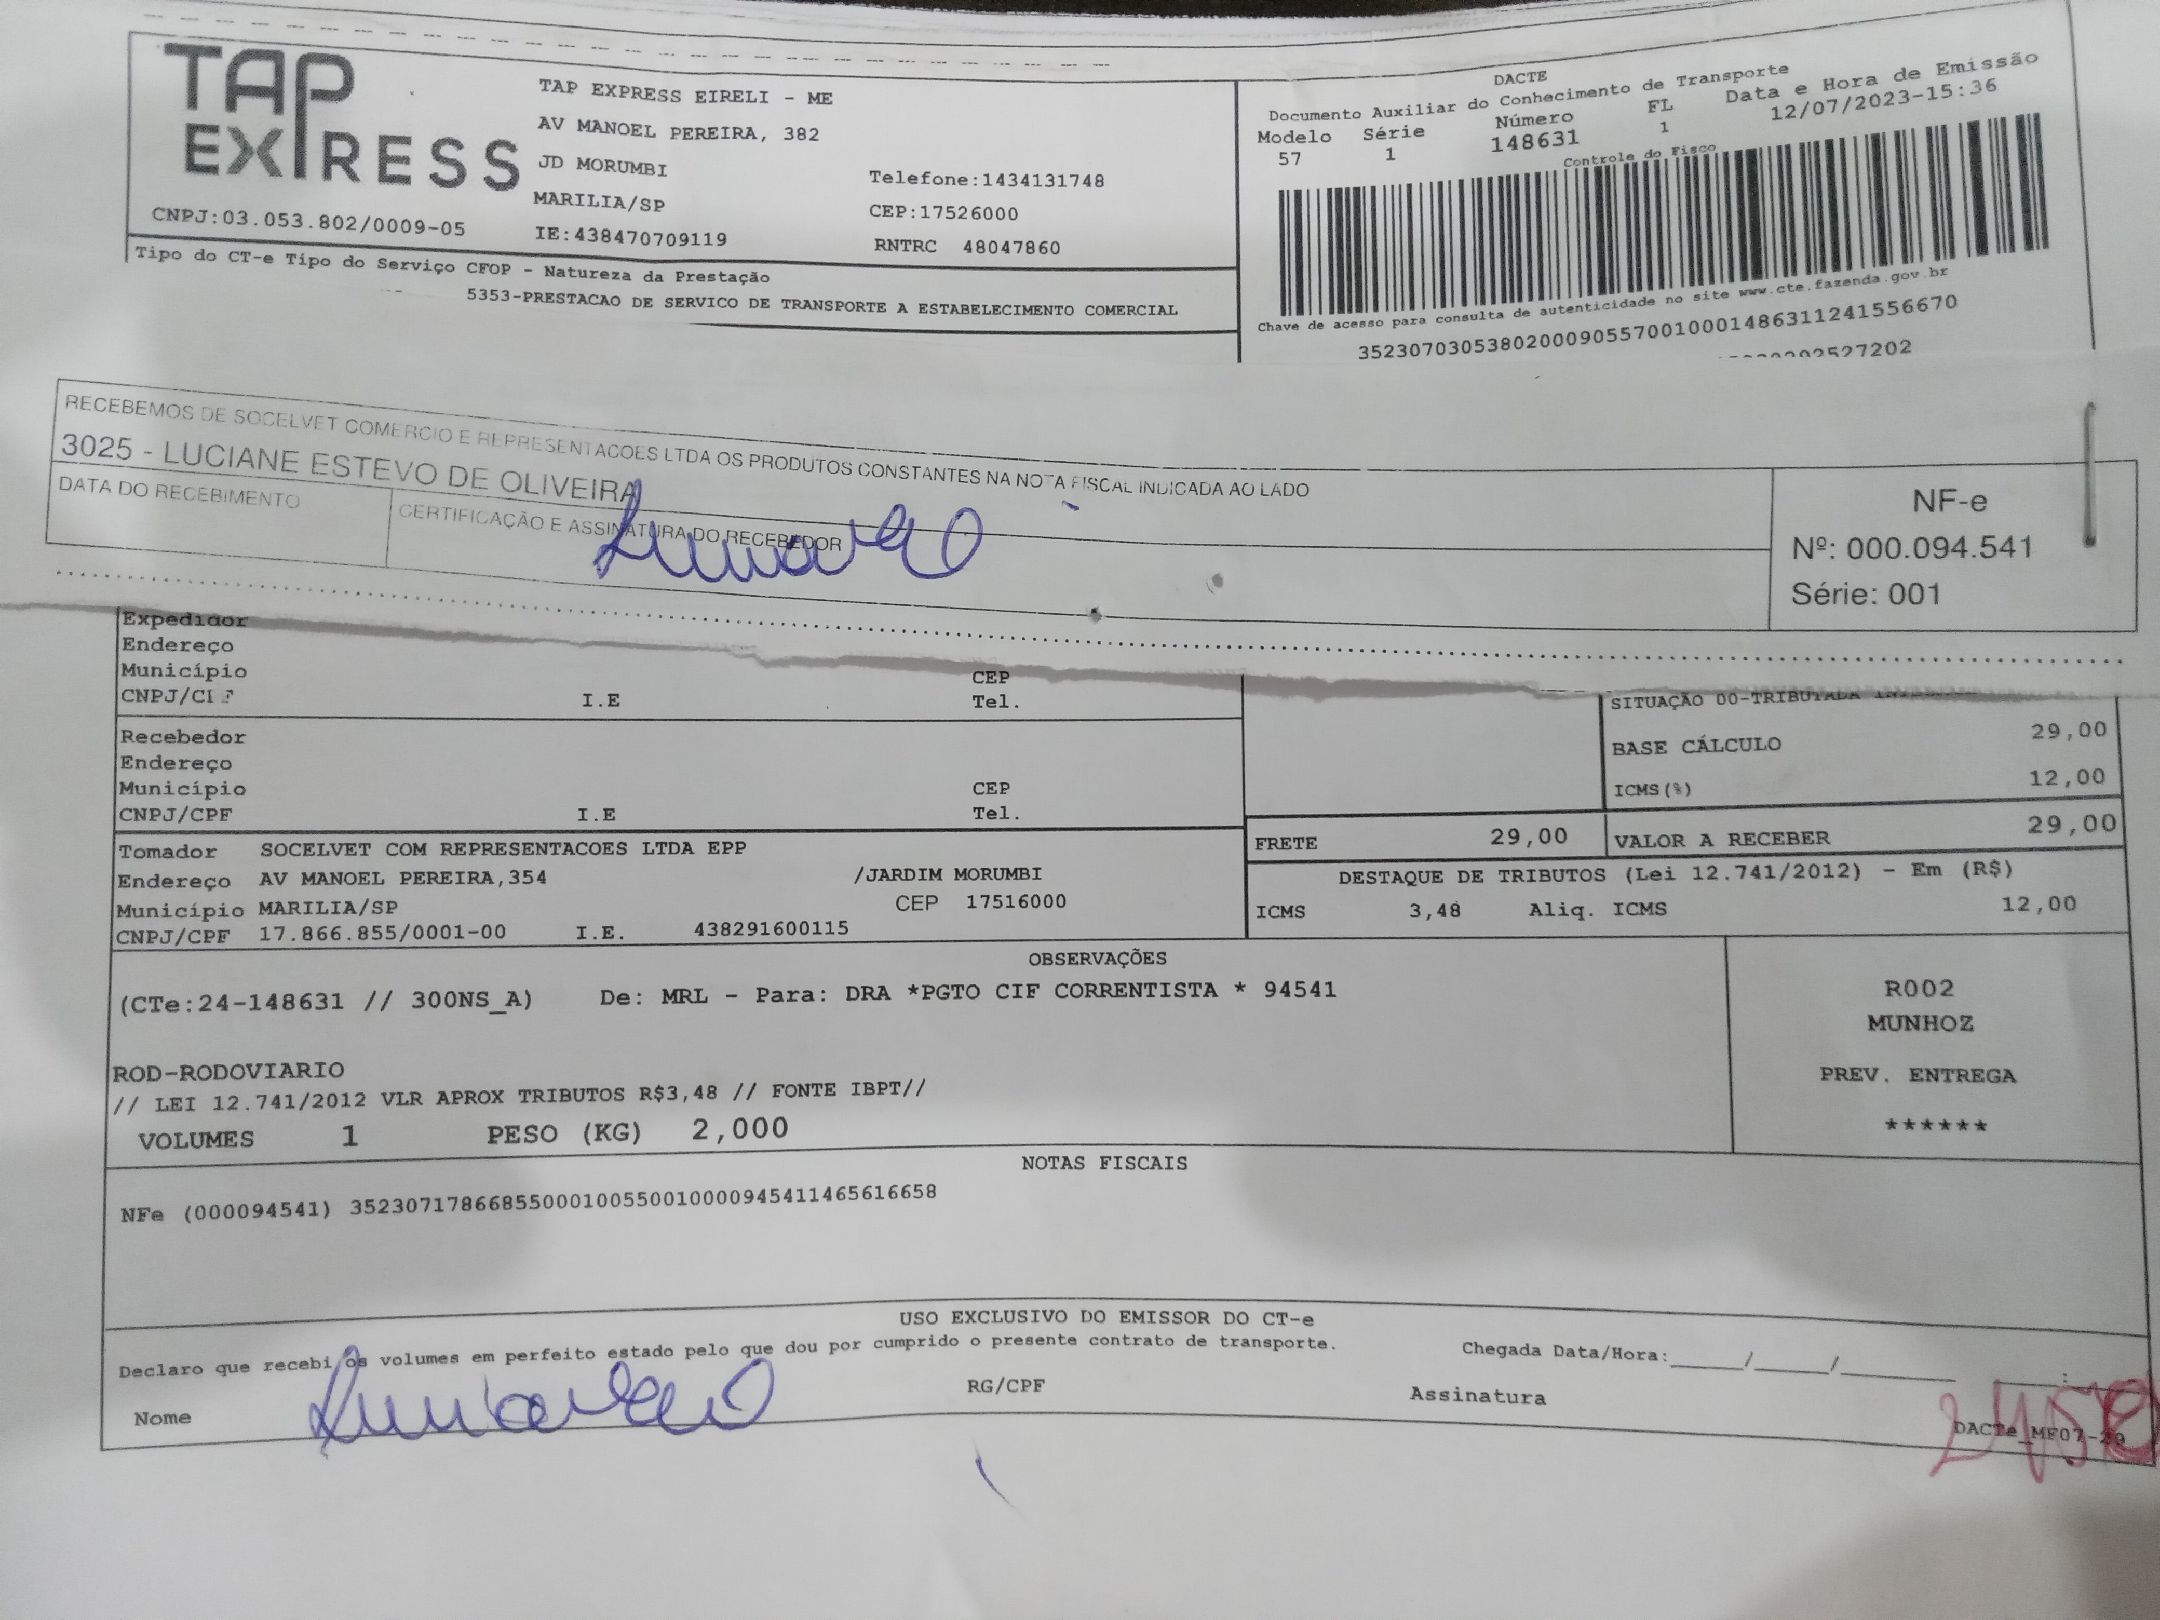 TAP
EXPRESS
TAP EXPRESS EIRELI - ME
AV MANOEL PEREIRA, 382
JD MORUMBI
Telefone:1434131748
MARILIA/SP
CEP:17526000
CNPJ:03.053.802/0009-05
IE:438470709119
RNTRC 48047860
DACTE
Documento Auxiliar do Conhecimento de Transporte
Modelo Série Número FL Data e Hora de Emissão
57 1 148631 1 12/07/2023-15:36
Controle do Fisco
Tipo do CT-e Tipo do Serviço CFOP - Natureza da Prestação
5353-PRESTACAO DE SERVICO DE TRANSPORTE A ESTABELECIMENTO COMERCIAL
Chave de acesso para consulta de autenticidade no site www.cte.fazenda.gov.br
35230703053802000905570010001486311241556670
RECEBEMOS DE SOCELVET COMERCIO E REPRESENTACOES LTDA OS PRODUTOS CONSTANTES NA NOTA FISCAL INDICADA AO LADO
3025 - LUCIANE ESTEVO DE OLIVEIRA
DATA DO RECEBIMENTO
CERTIFICAÇÃO E ASSINATURA DO RECEBEDOR
NF-e
Nº: 000.094.541
Série: 001
Expedidor
Endereço
Município CEP
CNPJ/ I.E Tel.
Recebedor
Endereço
Município CEP
CNPJ/CPF I.E Tel.
SITUAÇÃO 00-TRIBUTADA
BASE CÁLCULO 29,00
ICMS(%) 12,00
FRETE 29,00 VALOR A RECEBER 29,00
Tomador SOCELVET COM REPRESENTACOES LTDA EPP
Endereço AV MANOEL PEREIRA,354 /JARDIM MORUMBI
Município MARILIA/SP CEP 17516000
CNPJ/CPF 17.866.855/0001-00 I.E. 438291600115
DESTAQUE DE TRIBUTOS (Lei 12.741/2012) - Em (R$)
ICMS 3,48 Aliq. ICMS 12,00
OBSERVAÇÕES
(CTe:24-148631 // 300NS_A) De: MRL - Para: DRA *PGTO CIF CORRENTISTA * 94541
ROD-RODOVIARIO
// LEI 12.741/2012 VLR APROX TRIBUTOS R$3,48 // FONTE IBPT//
VOLUMES 1 PESO (KG) 2,000
R002
MUNHOZ
PREV. ENTREGA
******
NOTAS FISCAIS
NFe (000094541) 35230717866855000100550010000945411465616658
USO EXCLUSIVO DO EMISSOR DO CT-e
Declaro que recebi os volumes em perfeito estado pelo que dou por cumprido o presente contrato de transporte.
Chegada Data/Hora:_____/_____/________ ____:____
Nome RG/CPF Assinatura